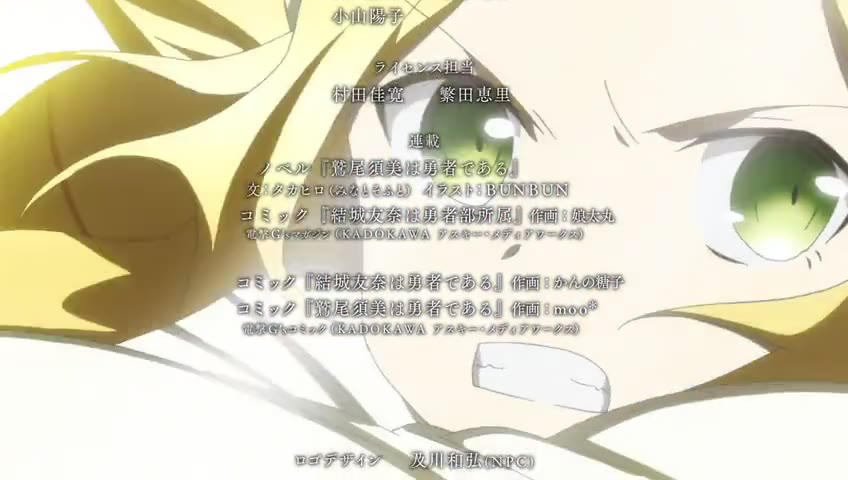 小山陽子
ライセンス担当
村田佳寛　繁田恵里
連載
ノベル『鷲尾須美は勇者である』
文：タカヒロ（みなとそふと）　イラスト：BUNBUN
コミック『結城友奈は勇者部所属』作画：娘太丸
電撃G'sマガジン（KADOKAWA　アスキー・メディアワークス）
コミック『結城友奈は勇者である』作画：かんの糖子
コミック『鷲尾須美は勇者である』作画：moo*
電撃G'sコミック（KADOKAWA　アスキー・メディアワークス）
ロゴデザイン　及川和弘（NPC）